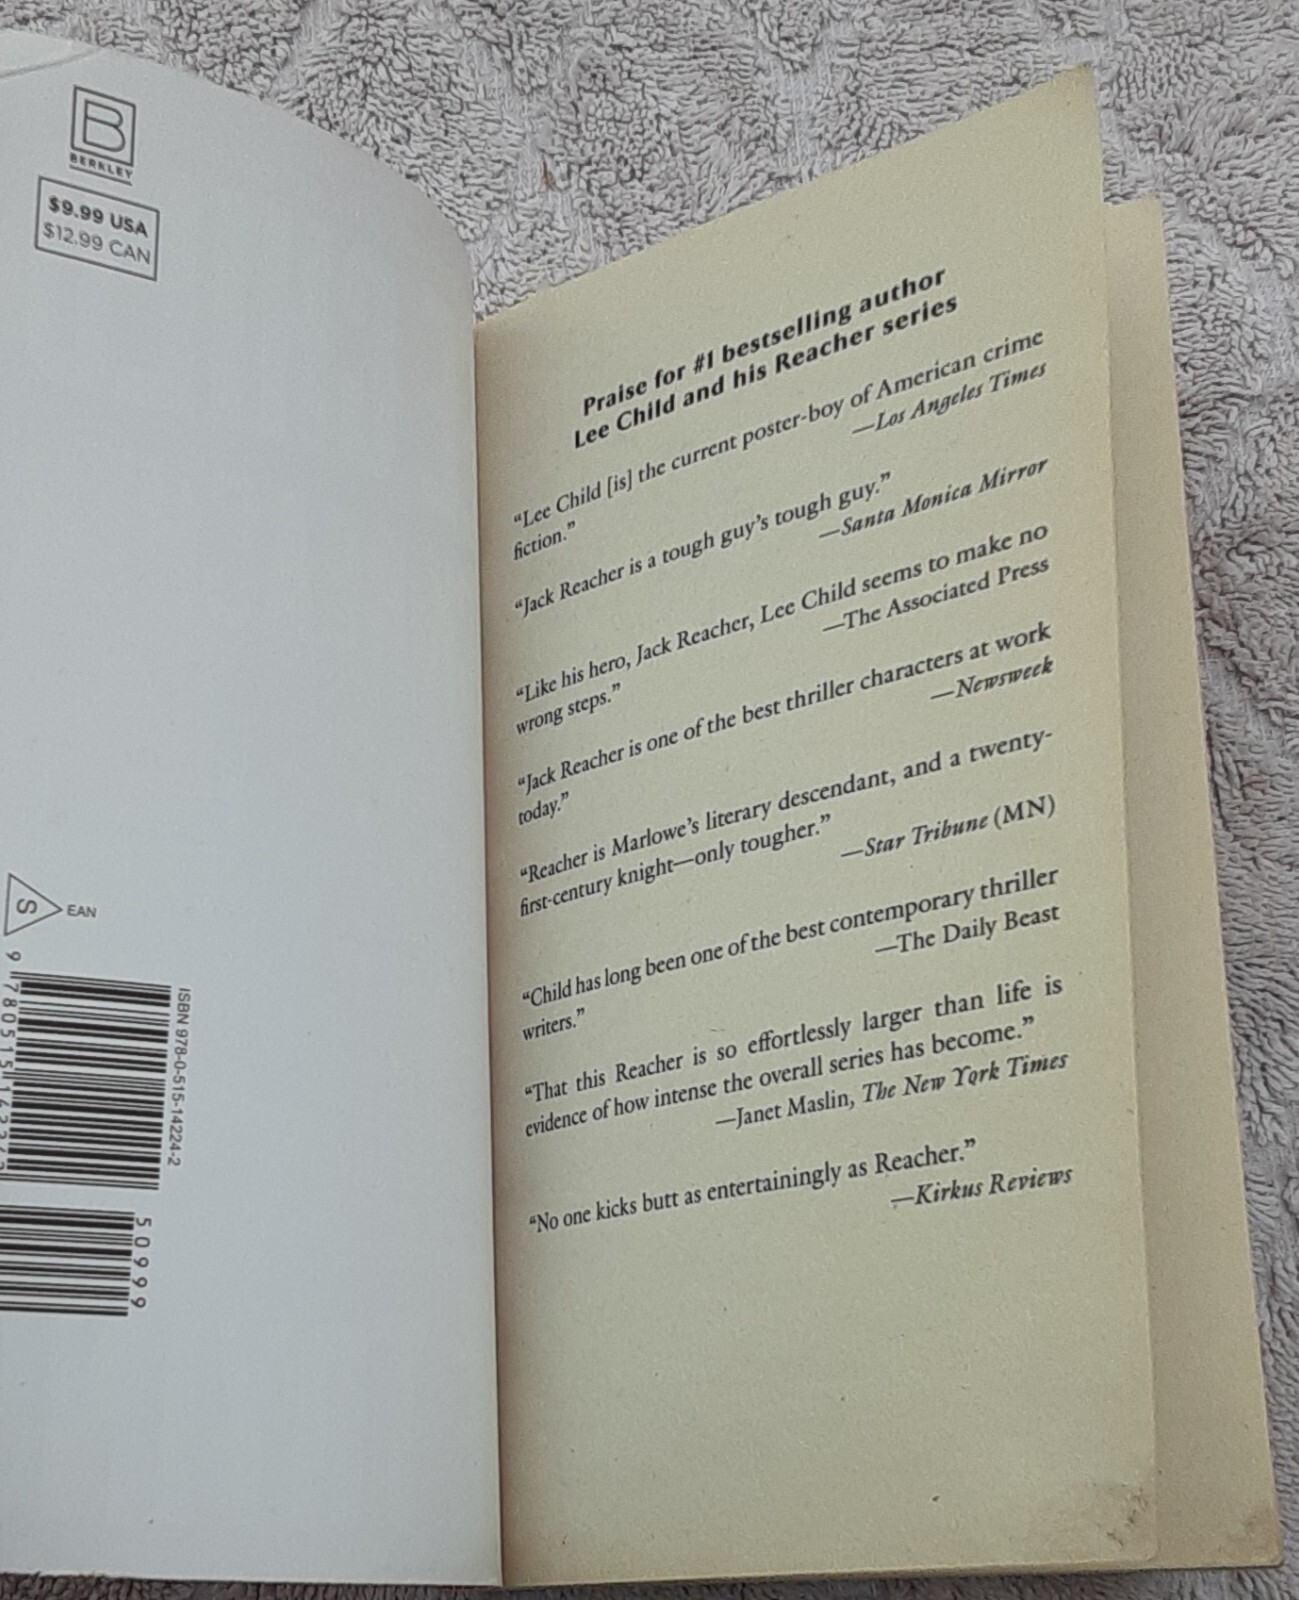 B
BERKLEY
$9.99 USA
$12.99 CAN
S
EAN
ISBN 978-0-515-14224-2
9 780515 142242
50999
Praise for #1 bestselling author
Lee Child and his Reacher series
“Lee Child [is] the current poster-boy of American crime
fiction.”
—Los Angeles Times
“Jack Reacher is a tough guy’s tough guy.”
—Santa Monica Mirror
“Like his hero, Jack Reacher, Lee Child seems to make no
wrong steps.”
—The Associated Press
“Jack Reacher is one of the best thriller characters at work
today.”
—Newsweek
“Reacher is Marlowe’s literary descendant, and a twenty-
first-century knight—only tougher.”
—Star Tribune (MN)
“Child has long been one of the best contemporary thriller
writers.”
—The Daily Beast
“That this Reacher is so effortlessly larger than life is
evidence of how intense the overall series has become.”
—Janet Maslin, The New York Times
“No one kicks butt as entertainingly as Reacher.”
—Kirkus Reviews